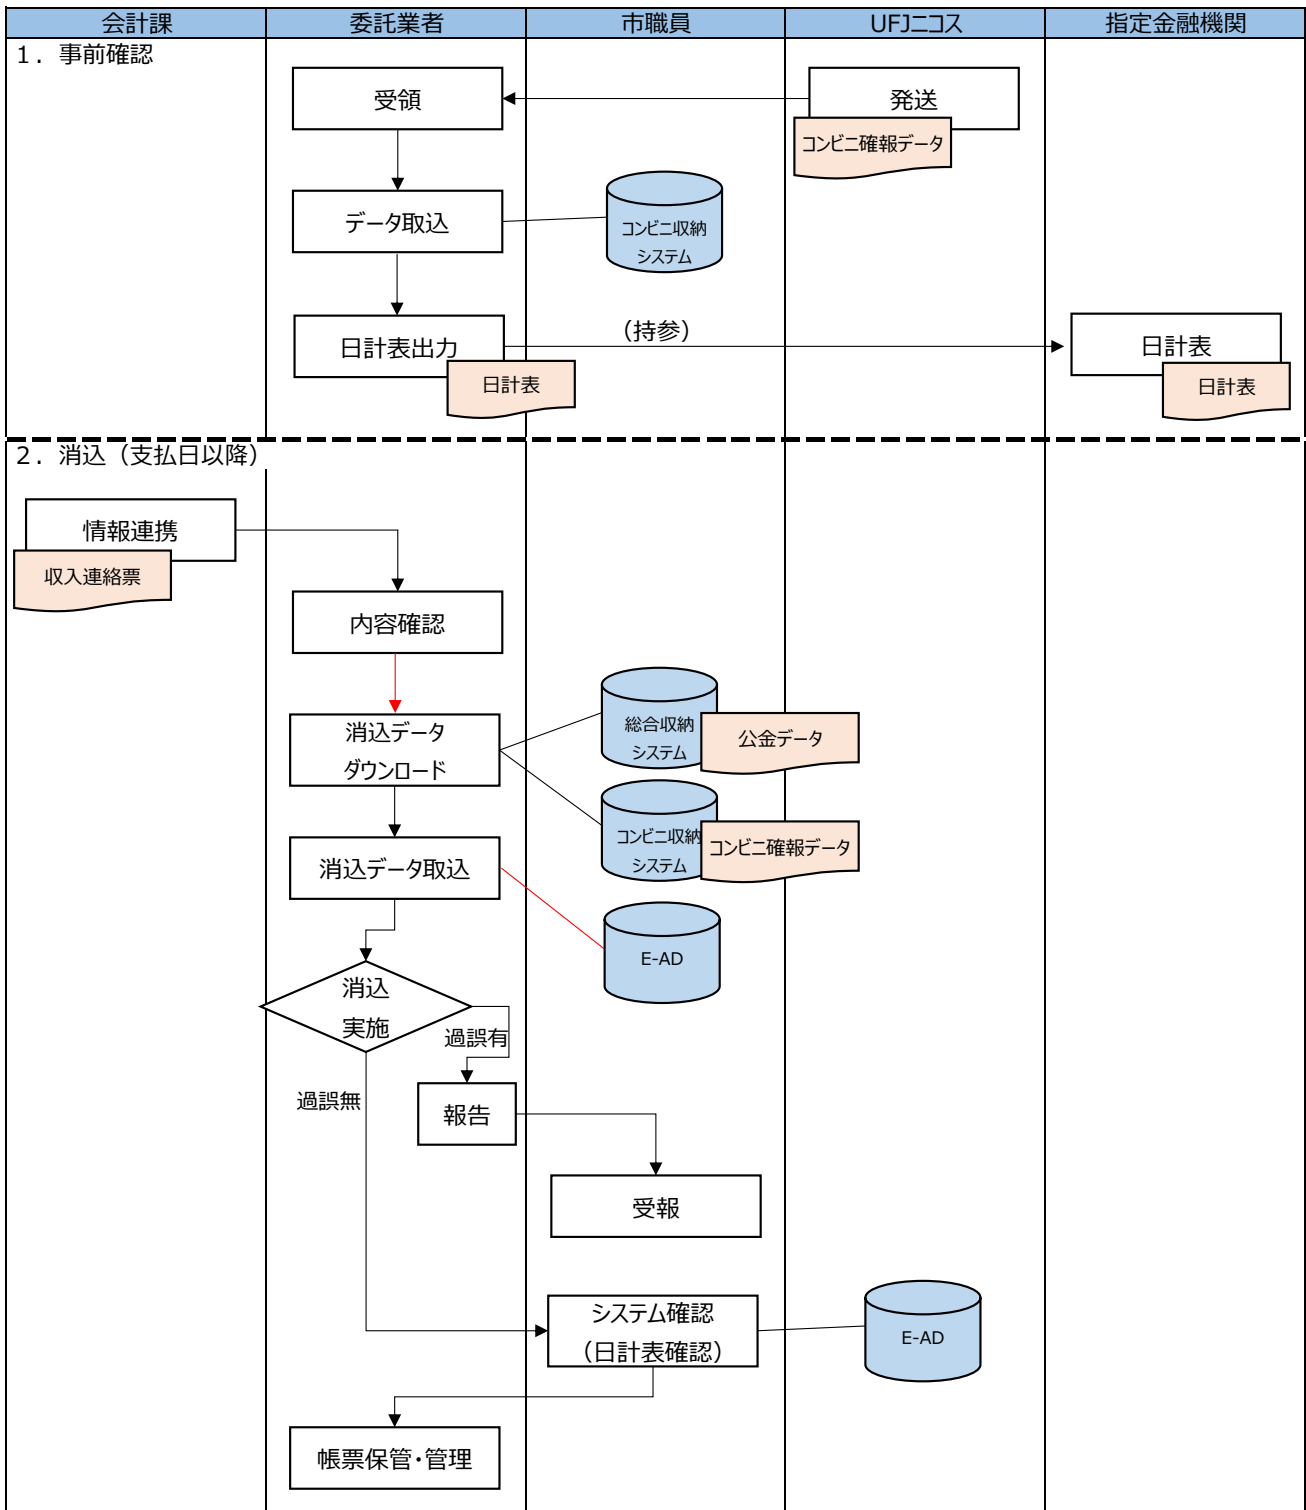 会計課
委託業者
市職員
UFJニコス
指定金融機関
1．事前確認
受領
発送
コンビニ確報データ
データ取込
コンビニ収納
システム
日計表出力
日計表
（持参）
日計表
日計表
2．消込（支払日以降）
情報連携
収入連絡票
内容確認
消込データ
ダウンロード
総合収納
システム
公金データ
消込データ取込
コンビニ収納
システム
コンビニ確報データ
E-AD
消込
実施
過誤有
過誤無
報告
受報
システム確認
（日計表確認）
E-AD
帳票保管・管理